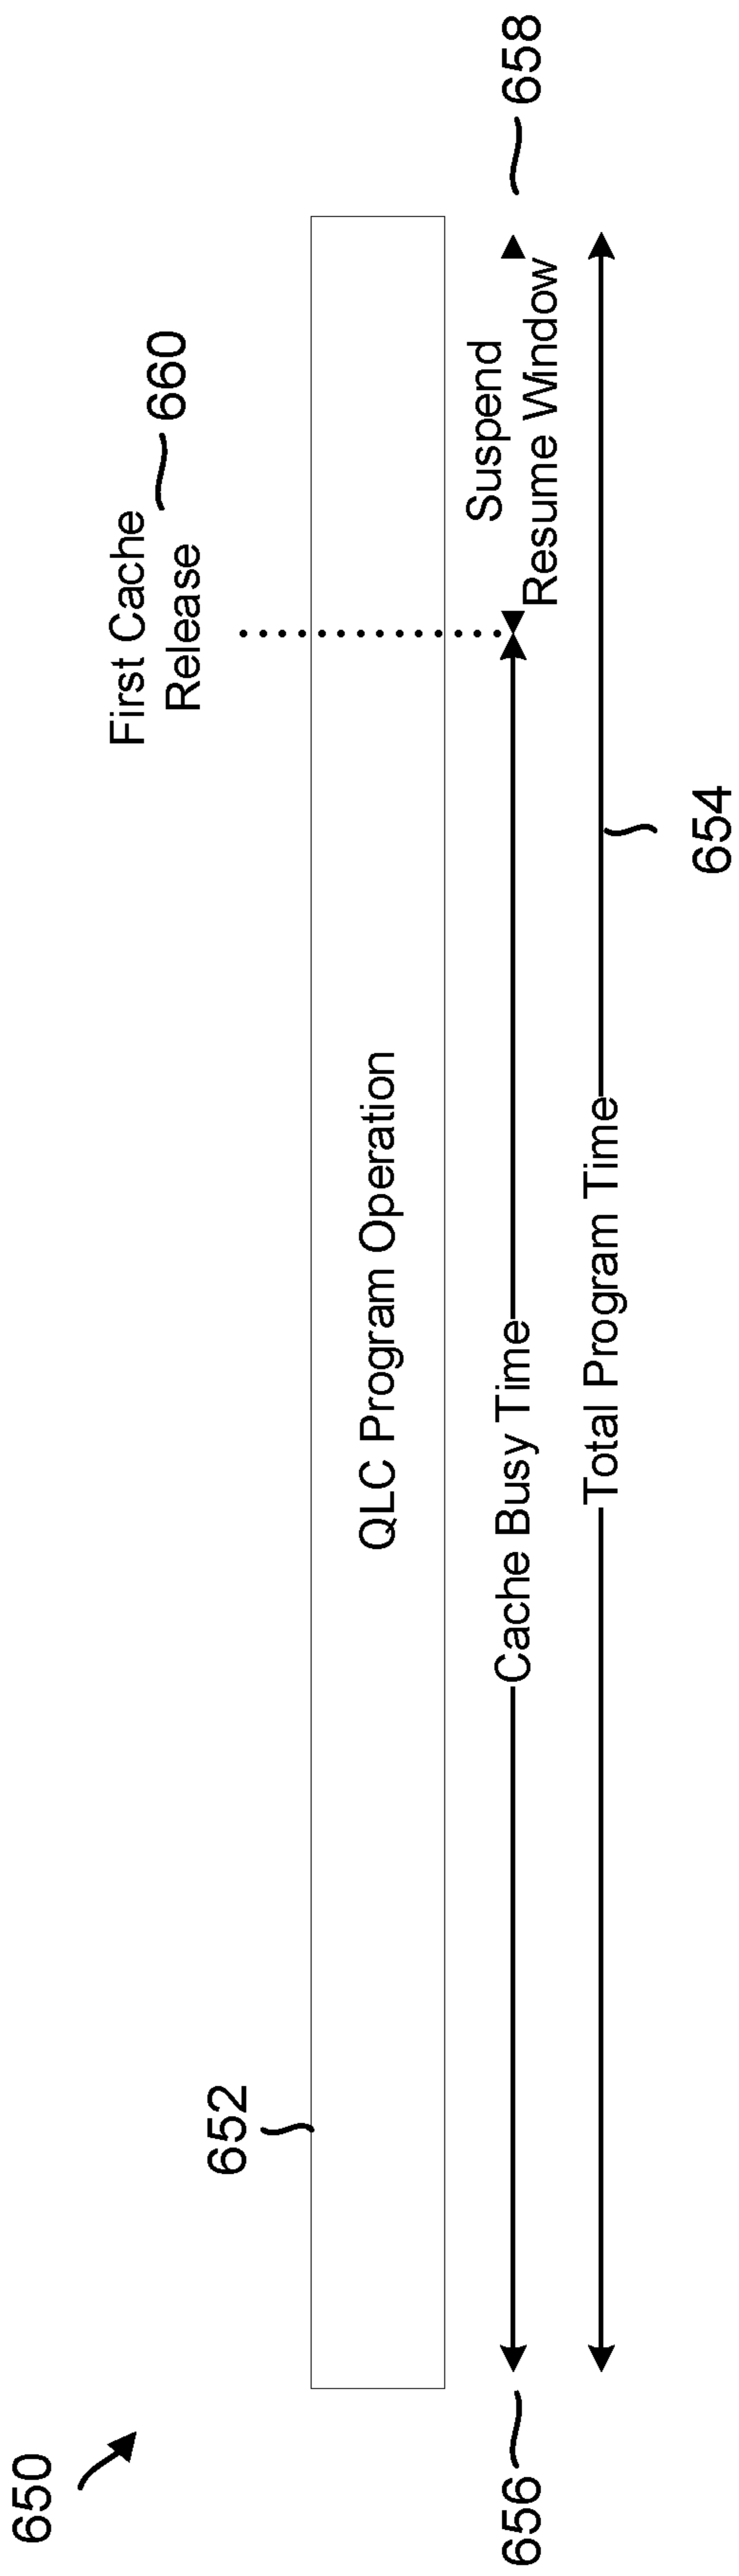 650
652
First Cache
Release
660
QLC Program Operation
656
Cache Busy Time
Suspend
Resume Window
658
Total Program Time
654